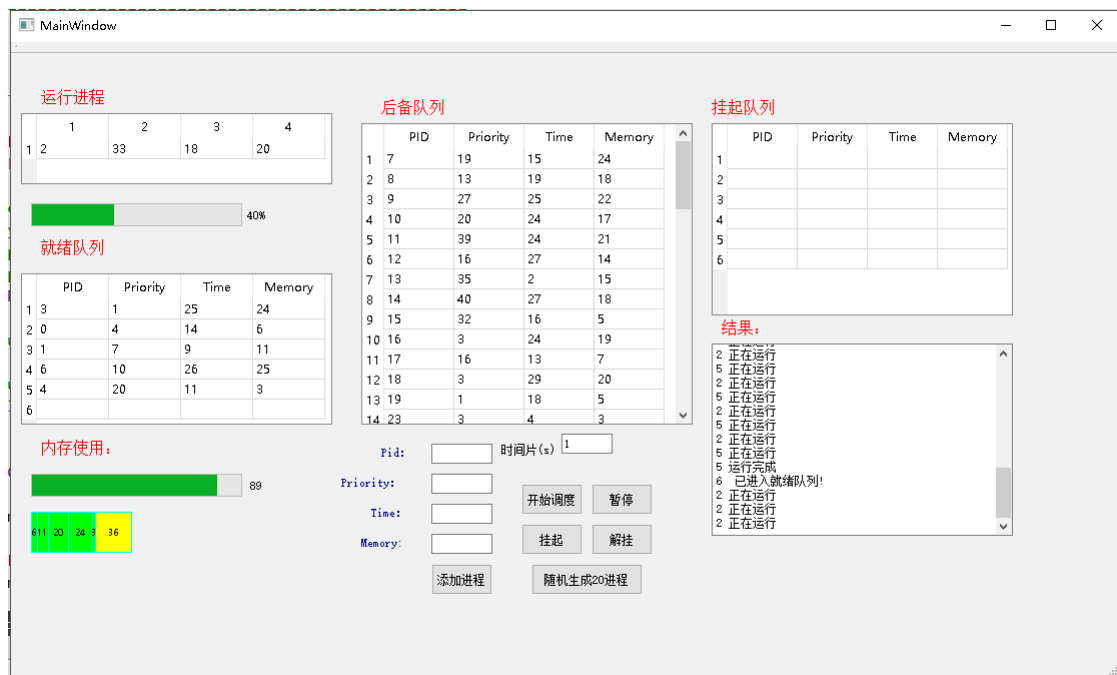 MainWindow
运行进程
1 2 3 4
1 2 33 18 20
40%
就绪队列
PID Priority Time Memory
1 3 1 25 24
2 0 4 14 6
3 1 7 9 11
4 6 10 26 25
5 4 20 11 3
6
内存使用：
89
6 11 20 24 3 36
后备队列
PID Priority Time Memory
1 7 19 15 24
2 8 13 19 18
3 9 27 25 22
4 10 20 24 17
5 11 39 24 21
6 12 16 27 14
7 13 35 2 15
8 14 40 27 18
9 15 32 16 5
10 16 3 24 19
11 17 16 13 7
12 18 3 29 20
13 19 1 18 5
14 23 3 4 3
Pid:
时间片(s) 1
Priority:
Time:
Memory:
开始调度 暂停
挂起 解挂
添加进程 随机生成20进程
挂起队列
PID Priority Time Memory
1
2
3
4
5
6
结果：
2 正在运行
5 正在运行
2 正在运行
5 正在运行
2 正在运行
5 正在运行
2 正在运行
5 正在运行
5 运行完成
6 已进入就绪队列!
2 正在运行
2 正在运行
2 正在运行